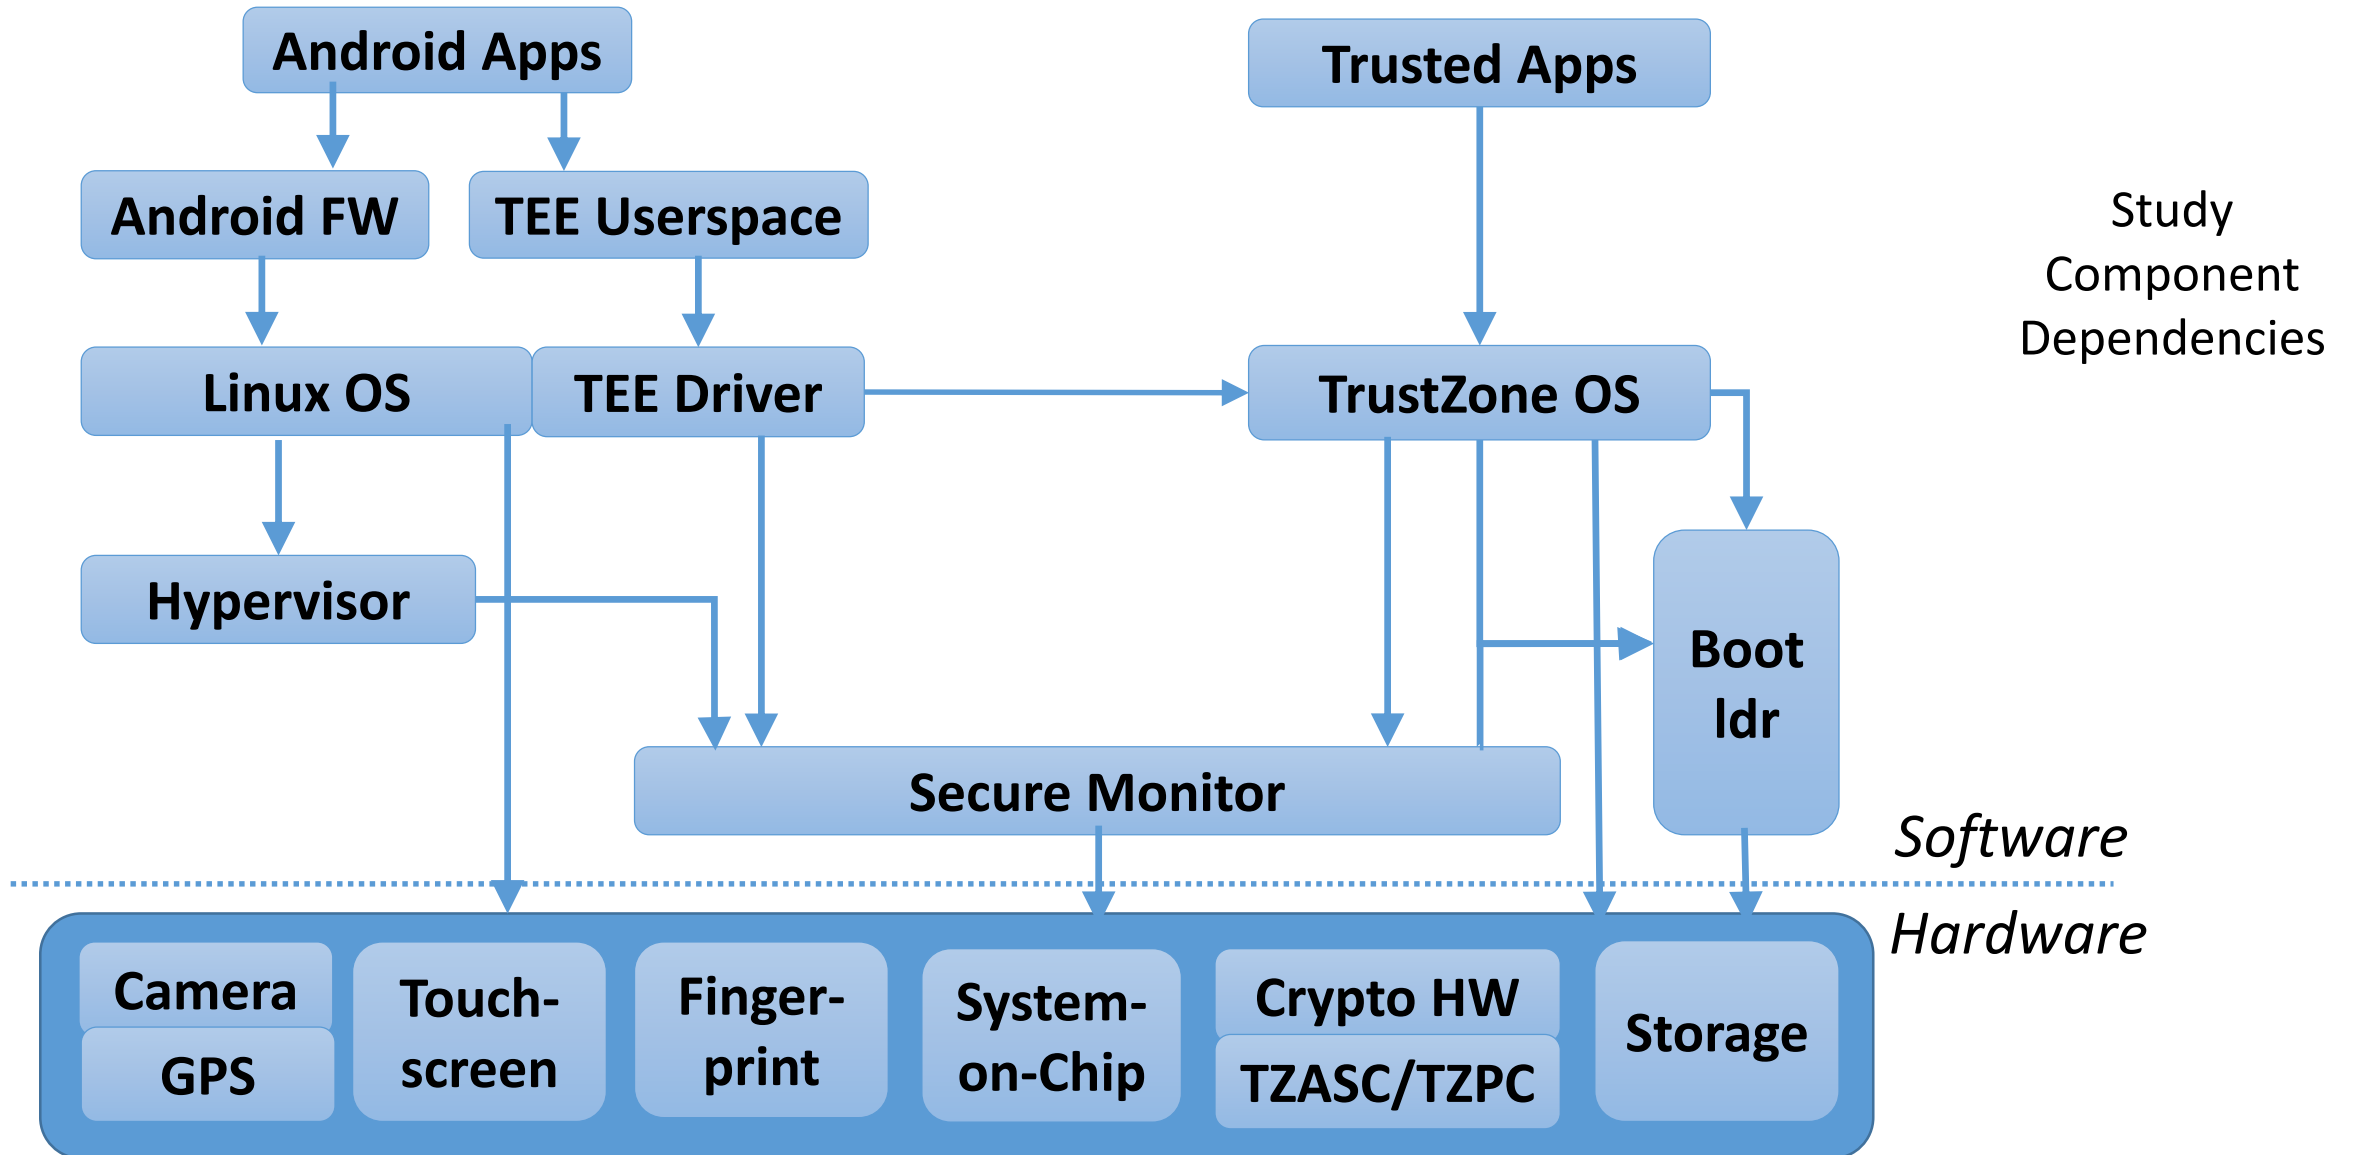 Android Apps
Trusted Apps
Android FW
TEE Userspace
Study
Component
Dependencies
Linux OS
TEE Driver
TrustZone OS
Hypervisor
Boot
ldr
Secure Monitor
Software
Hardware
Camera
GPS
Touch-
screen
Finger-
print
System-
on-Chip
Crypto HW
TZASC/TZPC
Storage